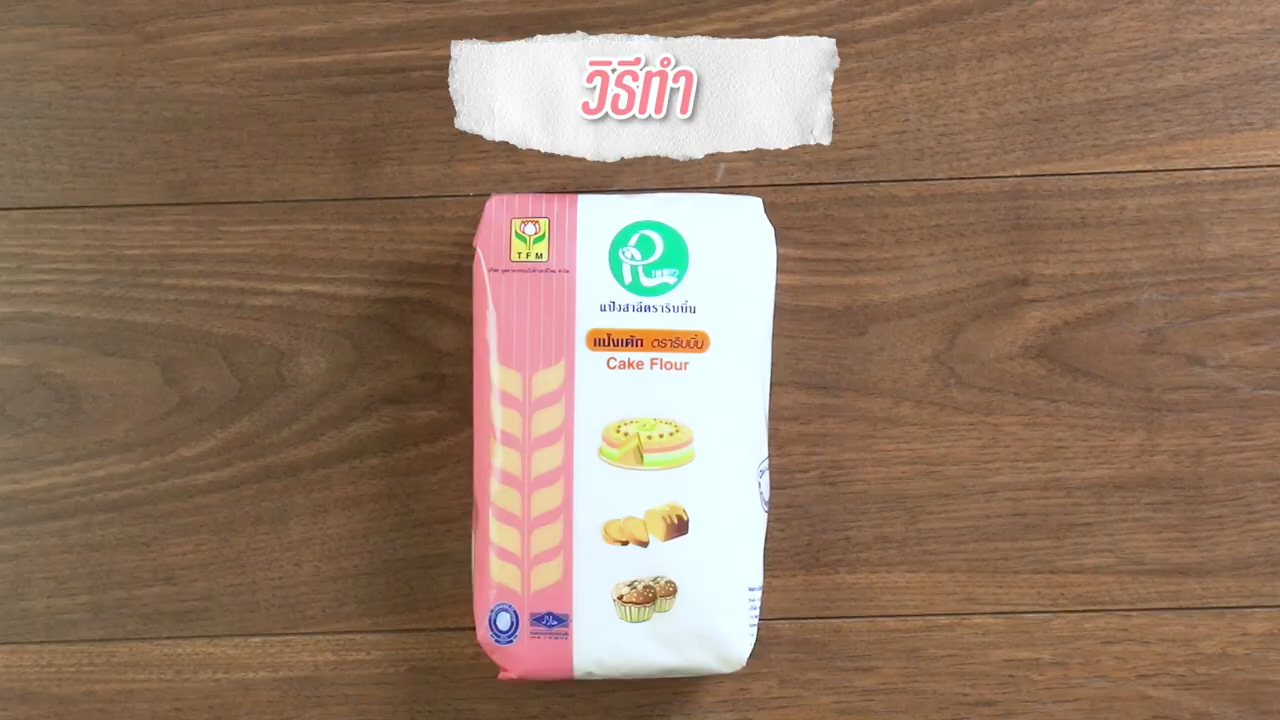 วิธีทำ
TFM
แป้งสาลีตราริบบิ้น
แป้งเค้ก ตราริบบิ้น
Cake Flour